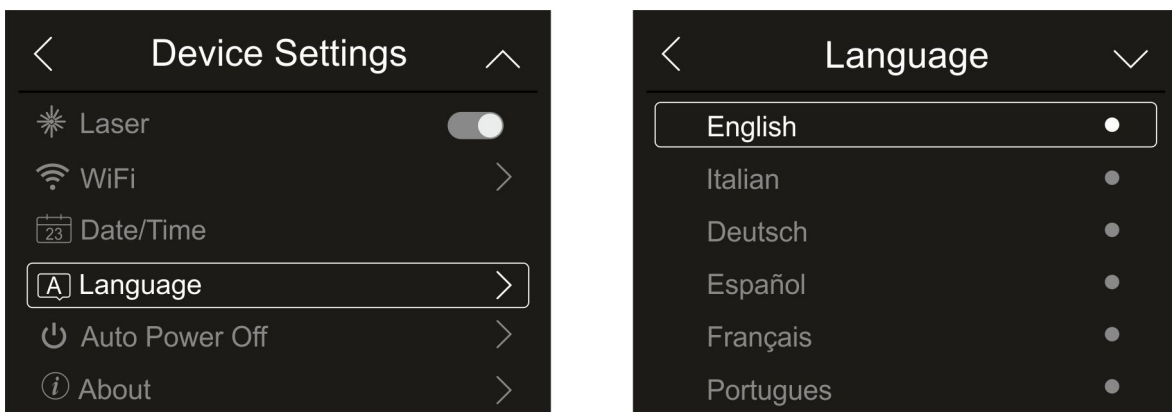 Device Settings
Laser
WiFi
23 Date/Time
A Language
Auto Power Off
i About
Language
English
Italian
Deutsch
Español
Français
Portugues